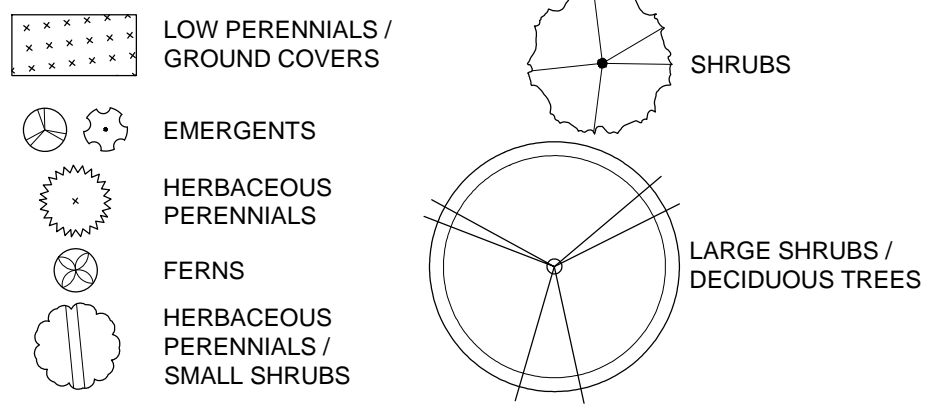 LOW PERENNIALS /
GROUND COVERS
EMERGENTS
HERBACEOUS
PERENNIALS
FERNS
HERBACEOUS
PERENNIALS /
SMALL SHRUBS
SHRUBS
LARGE SHRUBS /
DECIDUOUS TREES